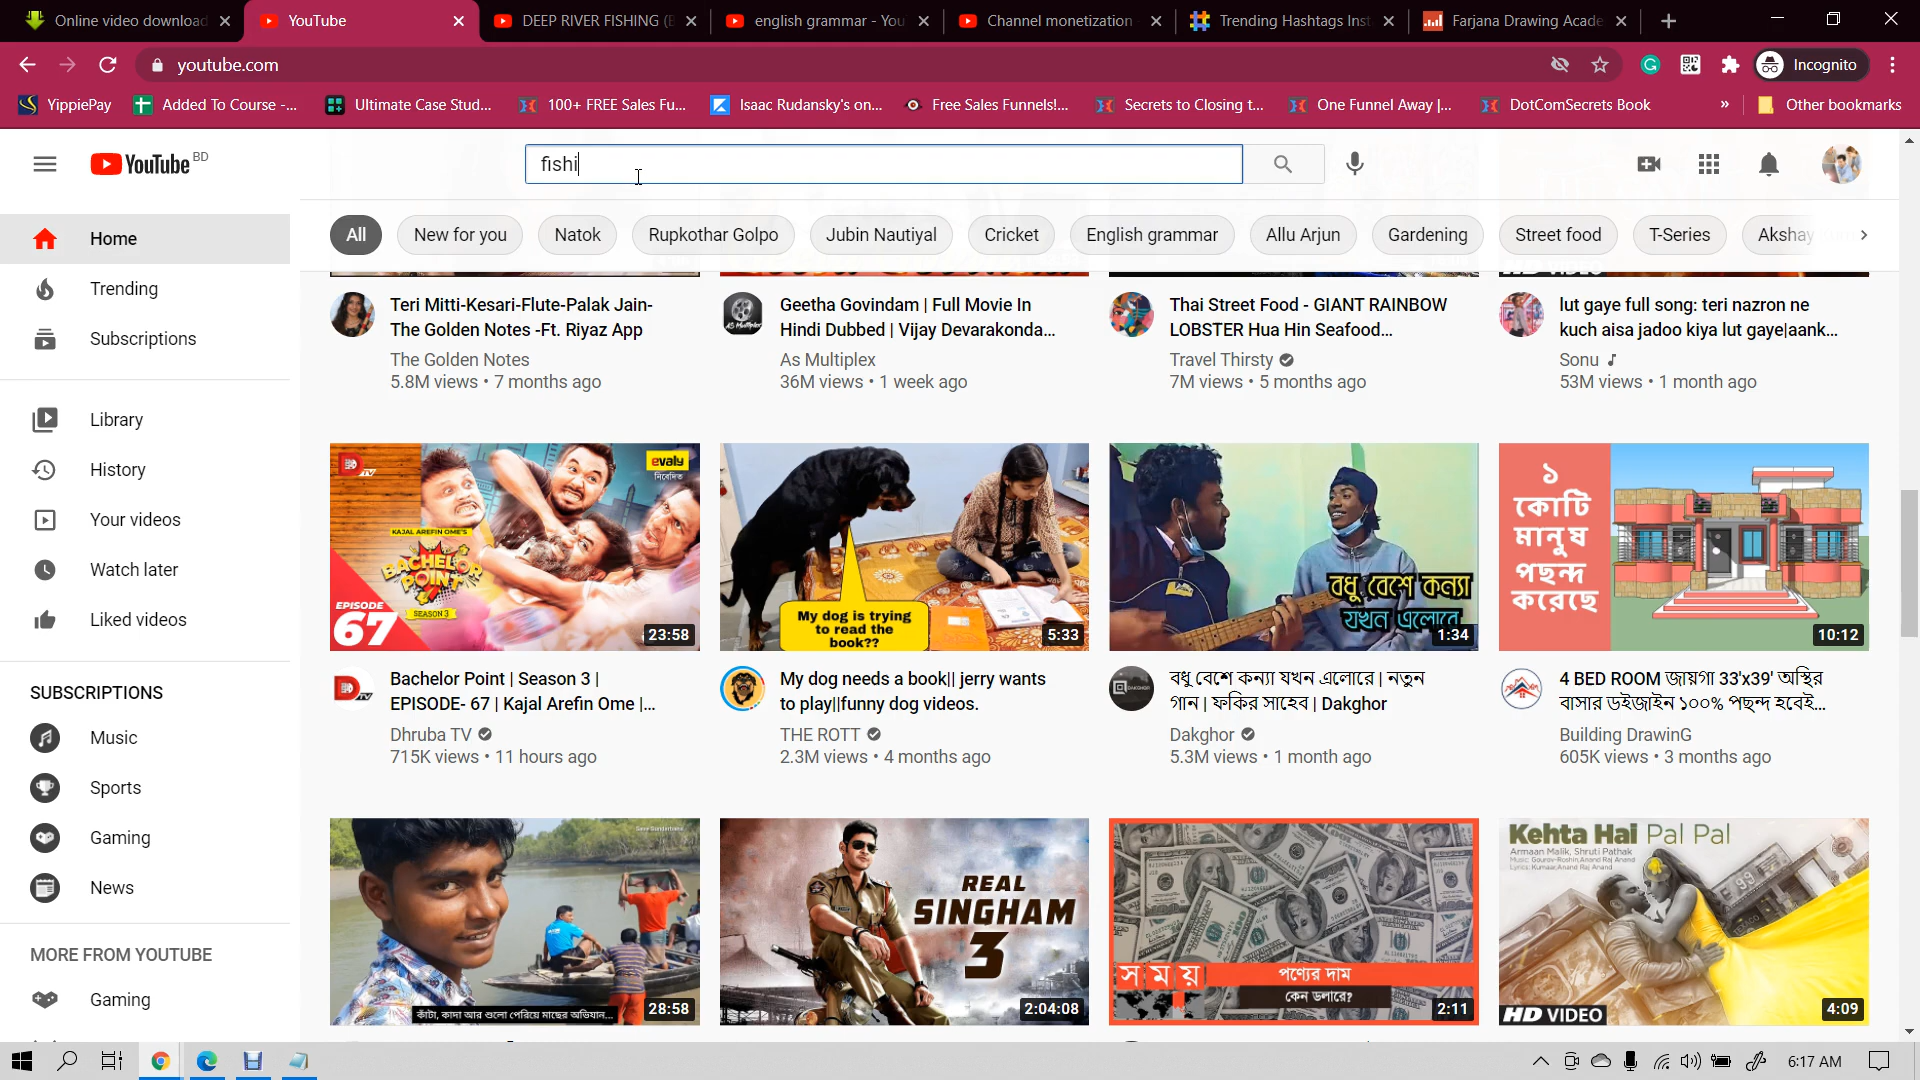 Online video download
YouTube
DEEP RIVER FISHING (B
english grammar - You
Channel monetization -
Trending Hashtags Inst
Farjana Drawing Acade
youtube.com
Incognito
YippiePay
Added To Course -...
Ultimate Case Stud...
100+ FREE Sales Fu...
Isaac Rudansky's on...
Free Sales Funnels!...
Secrets to Closing t...
One Funnel Away |...
DotComSecrets Book
»
Other bookmarks
YouTube BD
fishi
Home
Trending
Subscriptions
Library
History
Your videos
Watch later
Liked videos
SUBSCRIPTIONS
Music
Sports
Gaming
News
MORE FROM YOUTUBE
Gaming
All
New for you
Natok
Rupkothar Golpo
Jubin Nautiyal
Cricket
English grammar
Allu Arjun
Gardening
Street food
T-Series
Akshay
Teri Mitti-Kesari-Flute-Palak Jain-
The Golden Notes -Ft. Riyaz App
The Golden Notes
5.8M views • 7 months ago
Geetha Govindam | Full Movie In
Hindi Dubbed | Vijay Devarakonda...
As Multiplex
36M views • 1 week ago
Thai Street Food - GIANT RAINBOW
LOBSTER Hua Hin Seafood...
Travel Thirsty
7M views • 5 months ago
lut gaye full song: teri nazron ne
kuch aisa jadoo kiya lut gaye|aank...
Sonu
53M views • 1 month ago
TV
evaly
নিবেদিত
KAJAL AREFIN OME'S
BACHELOR
POINT
SEASON 3
EPISODE
67
23:58
My dog is trying
to read the
book??
5:33
বধু বেশে কন্যা
যখন এলোরে
1:34
১
কোটি
মানুষ
পছন্দ
করেছে
10:12
Bachelor Point | Season 3 |
EPISODE- 67 | Kajal Arefin Ome |...
Dhruba TV
715K views • 11 hours ago
My dog needs a book|| jerry wants
to play||funny dog videos.
THE ROTT
2.3M views • 4 months ago
বধু বেশে কন্যা যখন এলোরে | নতুন
গান | ফকির সাহেব | Dakghor
Dakghor
5.3M views • 1 month ago
4 BED ROOM জায়গা 33'x39' অস্থির
বাসার ডইজাইন ১০০% পছন্দ হবেই...
Building DrawinG
605K views • 3 months ago
Save Sundarbans
কাঁটা, কাদা আর গুলো পেরিয়ে মাছের অভিযান...
28:58
REAL
SINGHAM
3
2:04:08
সময়
পণ্যের দাম
কেন ডলারে?
2:11
Kehta Hai Pal Pal
Armaan Malik, Shruti Pathak
HD VIDEO
4:09
6:17 AM